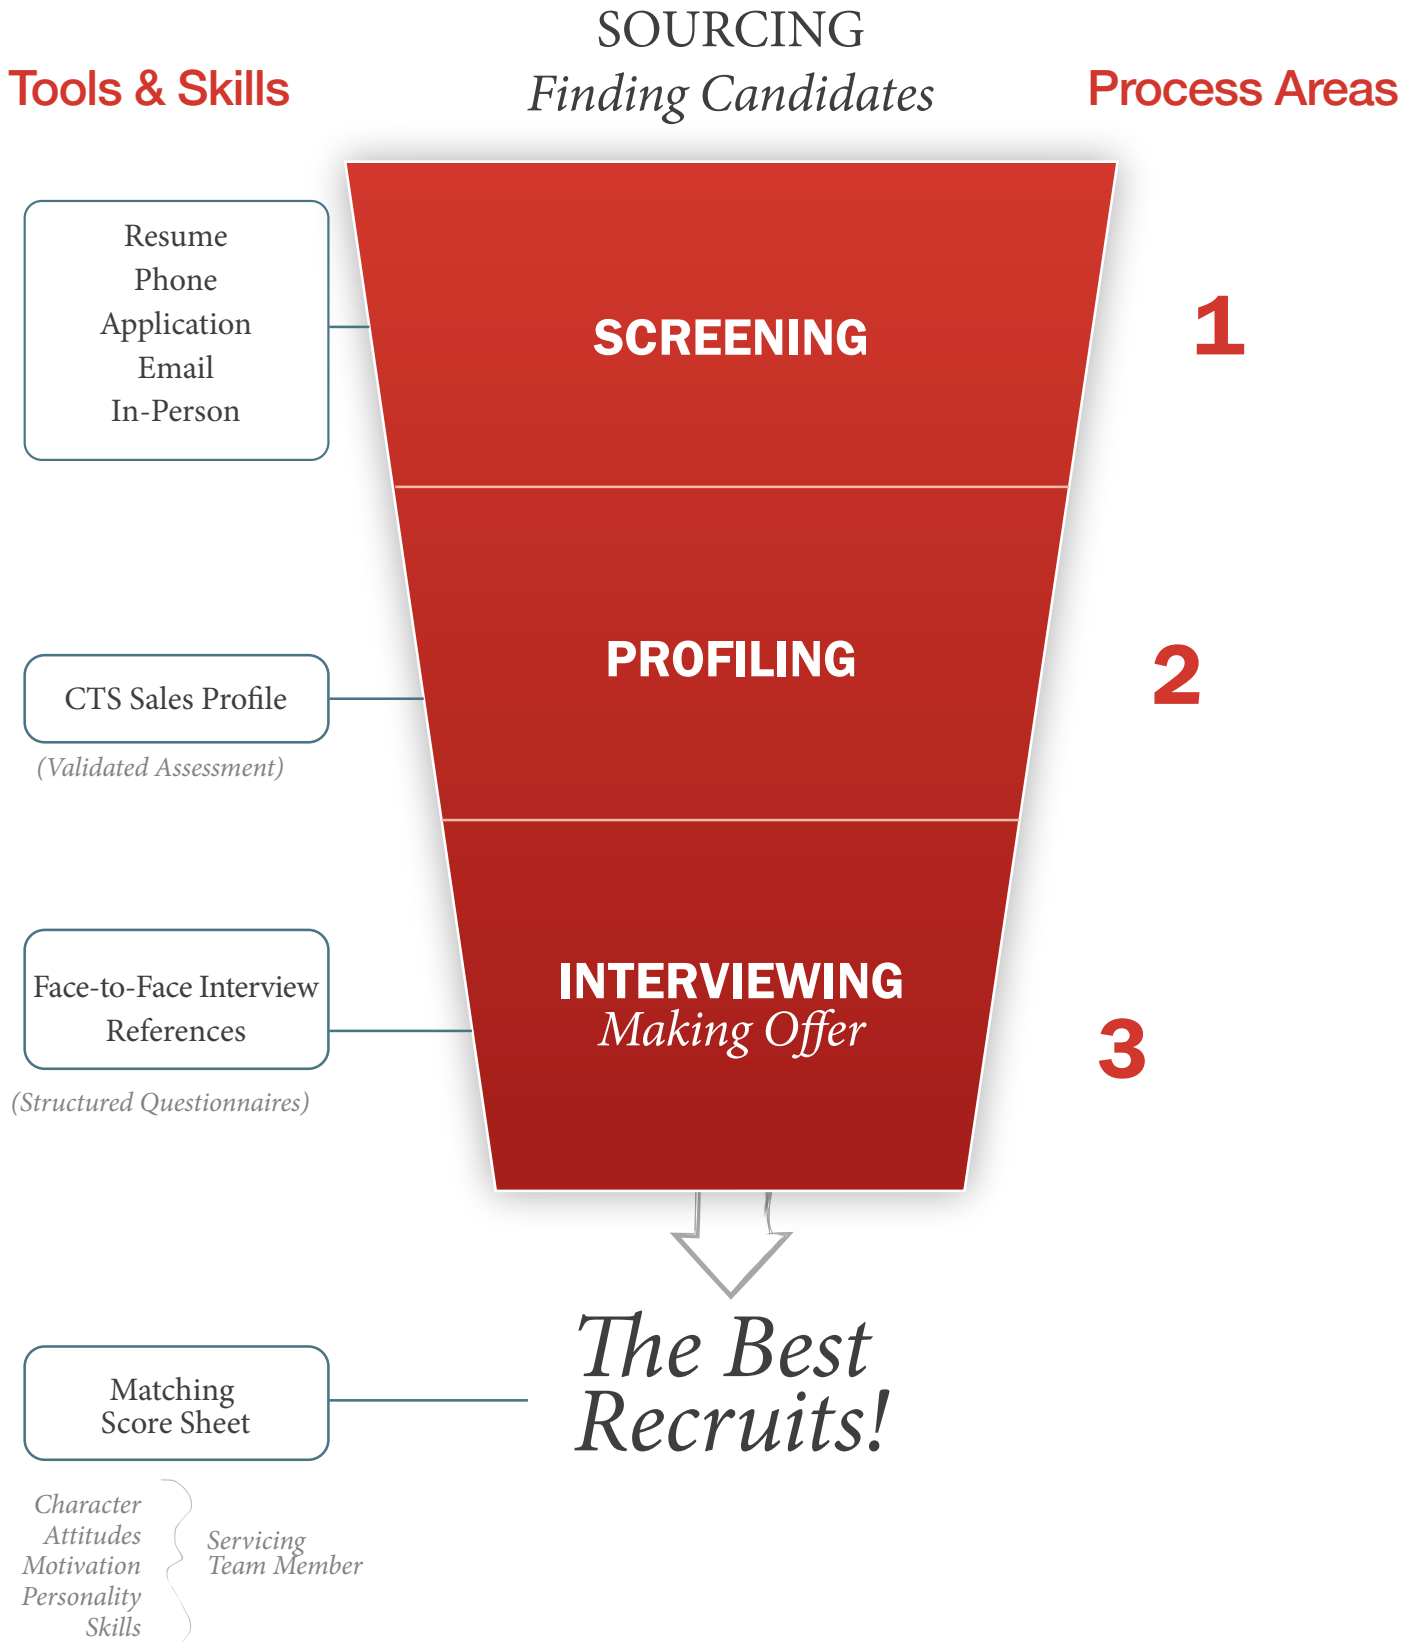 SOURCING
Finding Candidates
Tools & Skills
Process Areas
Resume
Phone
Application
Email
In-Person
SCREENING
1
PROFILING
2
CTS Sales Profile
(Validated Assessment)
INTERVIEWING
Making Offer
3
Face-to-Face Interview
References
(Structured Questionnaires)
The Best
Recruits!
Matching
Score Sheet
Character
Attitudes
Motivation
Personality
Skills
Servicing
Team Member